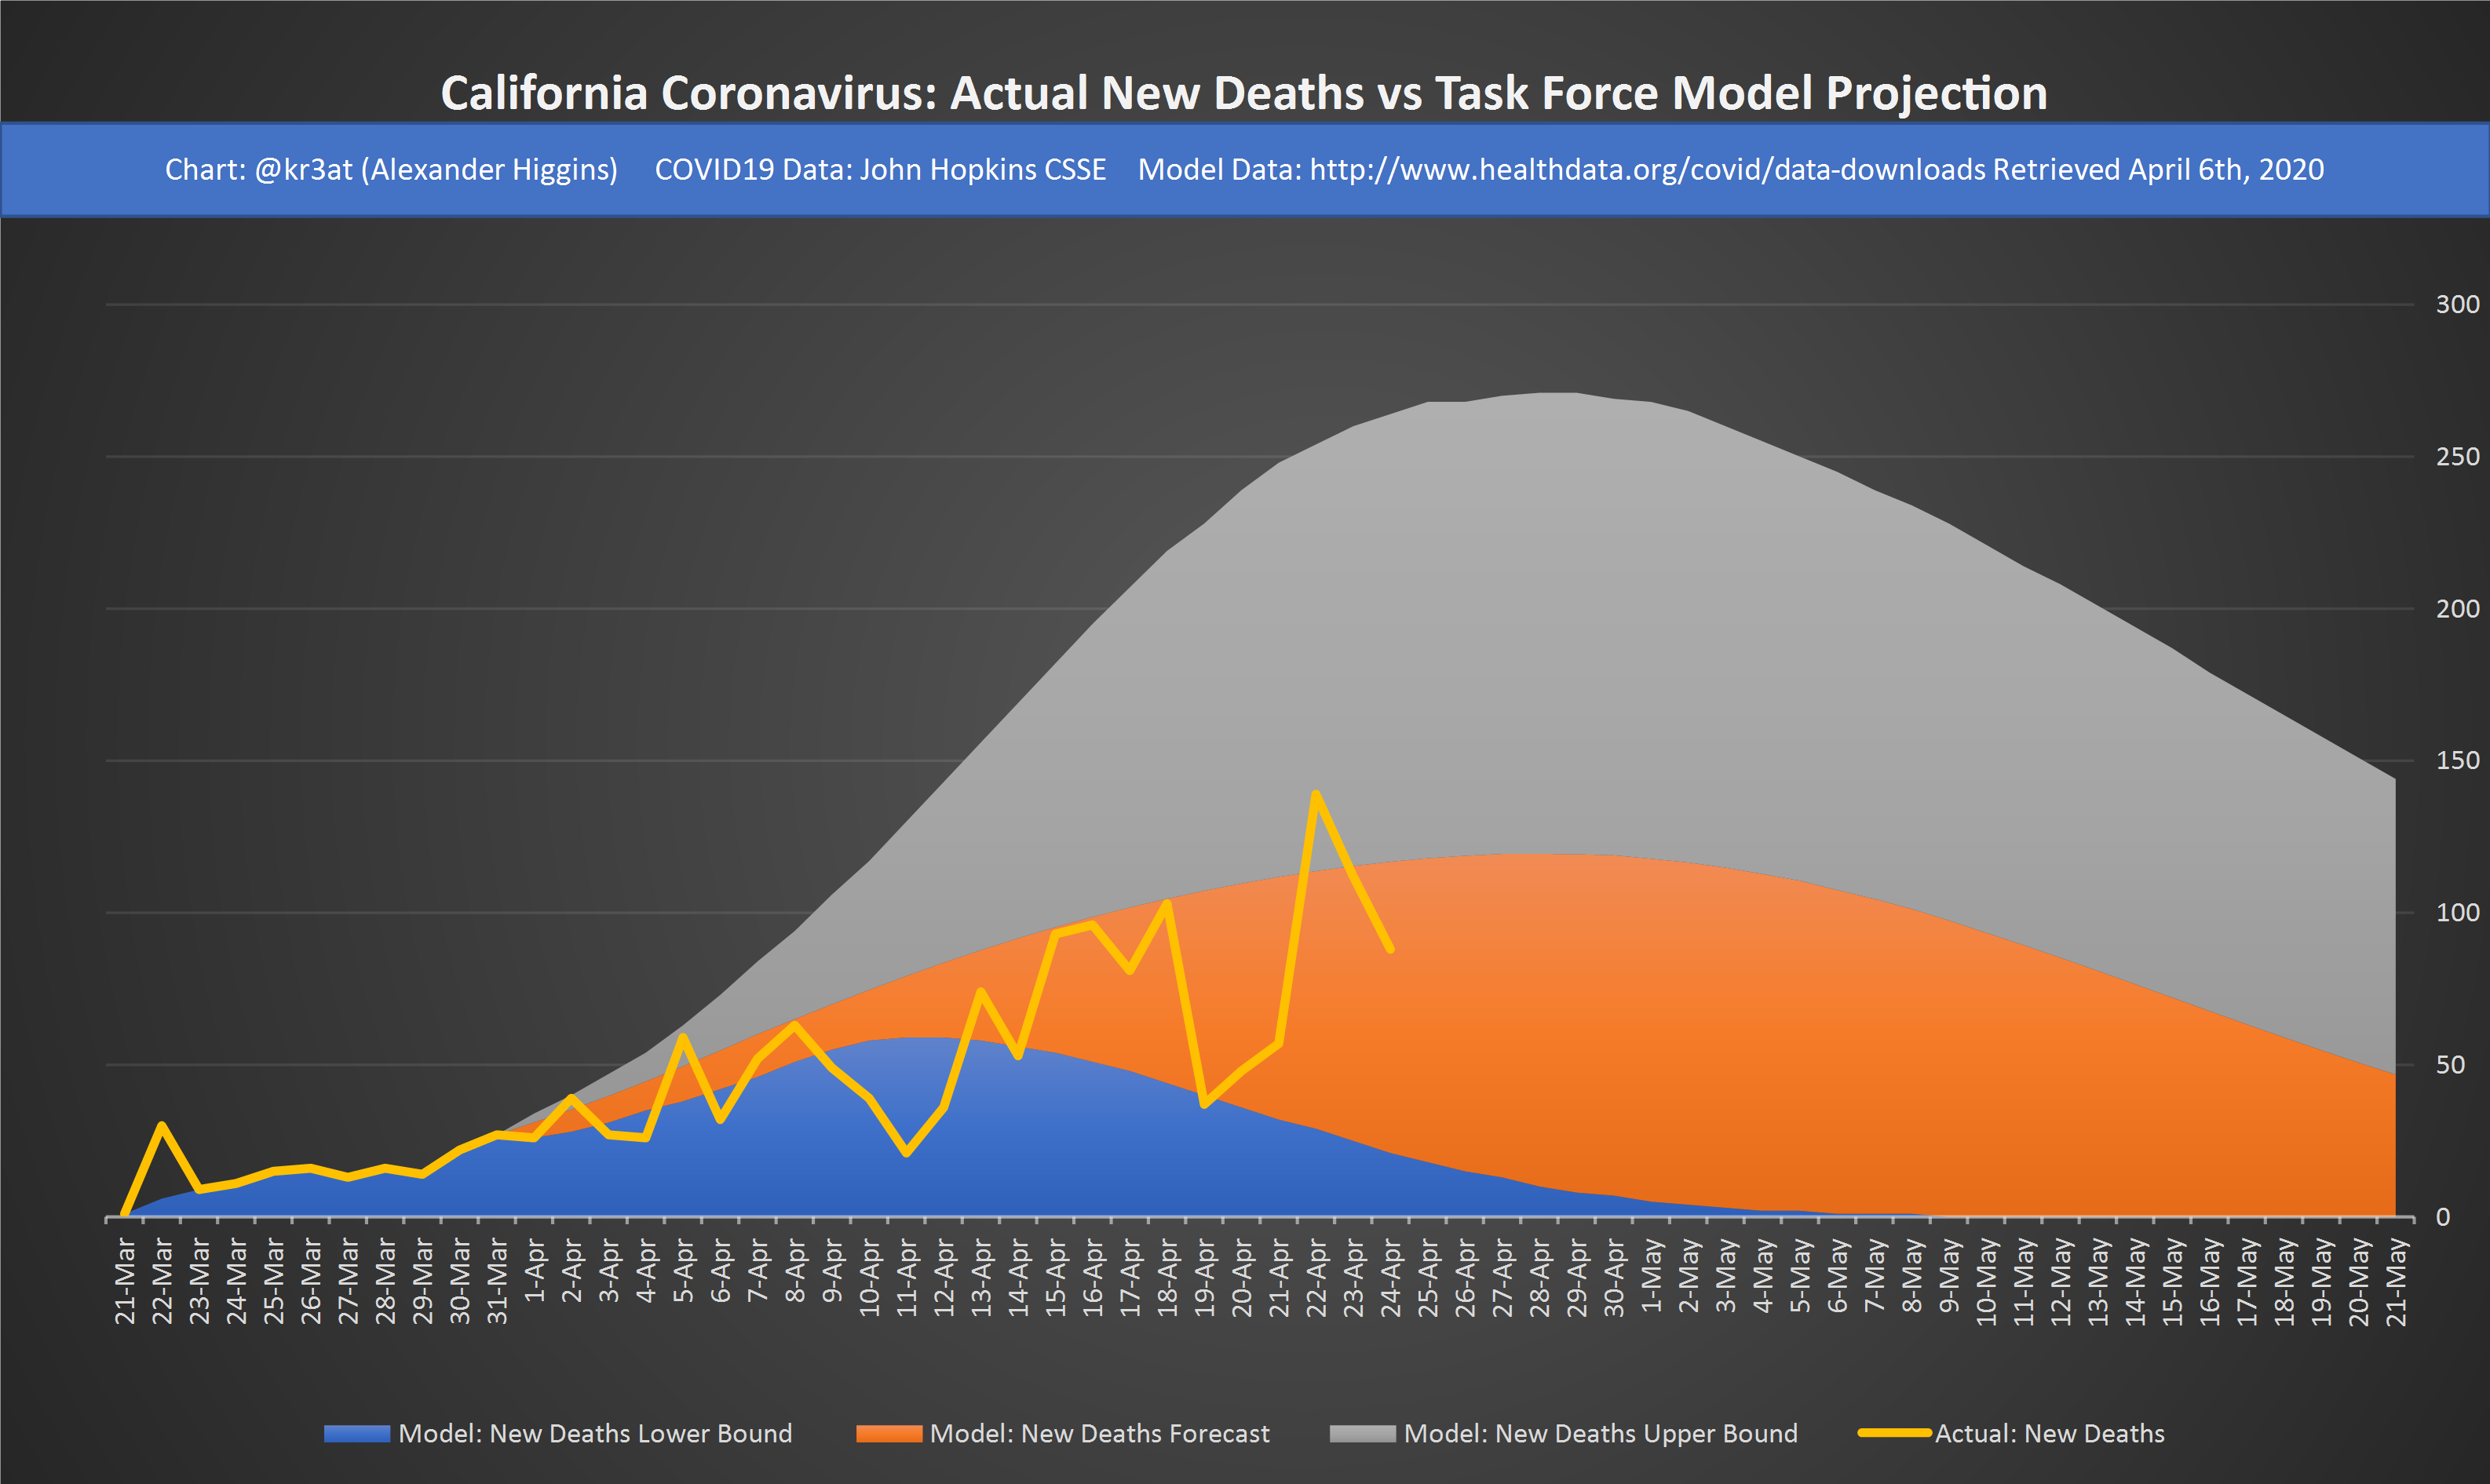 California Coronavirus: Actual New Deaths vs Task Force Model Projection
Chart: @kr3at (Alexander Higgins) COVID19 Data: John Hopkins CSSE Model Data: http://www.healthdata.org/covid/data-downloads Retrieved April 6th, 2020
300
250
200
150
100
50
0
21-Mar
22-Mar
23-Mar
24-Mar
25-Mar
26-Mar
27-Mar
28-Mar
29-Mar
30-Mar
31-Mar
1-Apr
2-Apr
3-Apr
4-Apr
5-Apr
6-Apr
7-Apr
8-Apr
9-Apr
10-Apr
11-Apr
12-Apr
13-Apr
14-Apr
15-Apr
16-Apr
17-Apr
18-Apr
19-Apr
20-Apr
21-Apr
22-Apr
23-Apr
24-Apr
25-Apr
26-Apr
27-Apr
28-Apr
29-Apr
30-Apr
1-May
2-May
3-May
4-May
5-May
6-May
7-May
8-May
9-May
10-May
11-May
12-May
13-May
14-May
15-May
16-May
17-May
18-May
19-May
20-May
21-May
Model: New Deaths Lower Bound
Model: New Deaths Forecast
Model: New Deaths Upper Bound
Actual: New Deaths